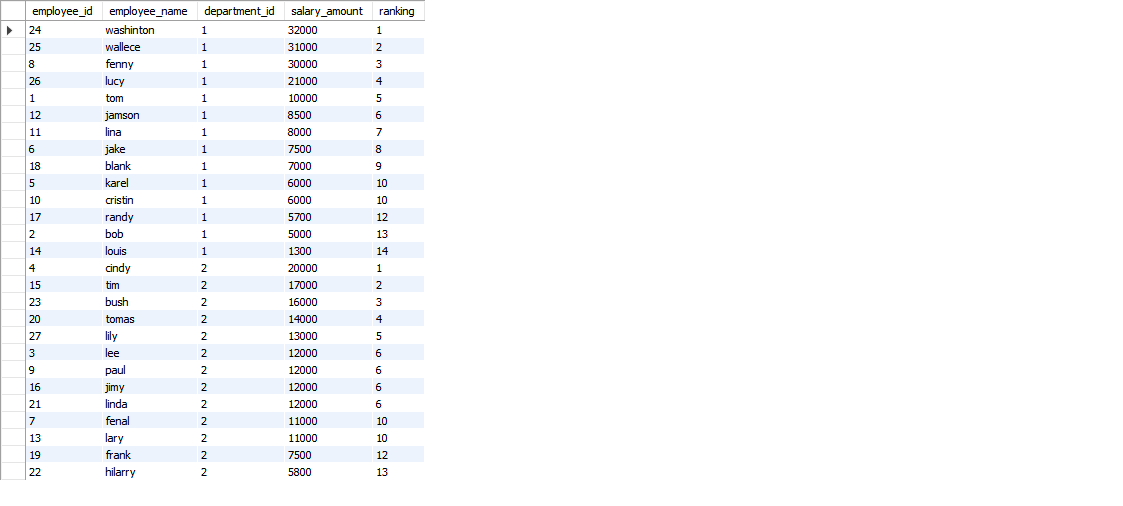 employee_id employee_name department_id salary_amount ranking
24 washinton 1 32000 1
25 wallece 1 31000 2
8 fenny 1 30000 3
26 lucy 1 21000 4
1 tom 1 10000 5
12 jamson 1 8500 6
11 lina 1 8000 7
6 jake 1 7500 8
18 blank 1 7000 9
5 karel 1 6000 10
10 cristin 1 6000 10
17 randy 1 5700 12
2 bob 1 5000 13
14 louis 1 1300 14
4 cindy 2 20000 1
15 tim 2 17000 2
23 bush 2 16000 3
20 tomas 2 14000 4
27 lily 2 13000 5
3 lee 2 12000 6
9 paul 2 12000 6
16 jimy 2 12000 6
21 linda 2 12000 6
7 fenal 2 11000 10
13 lary 2 11000 10
19 frank 2 7500 12
22 hilarry 2 5800 13